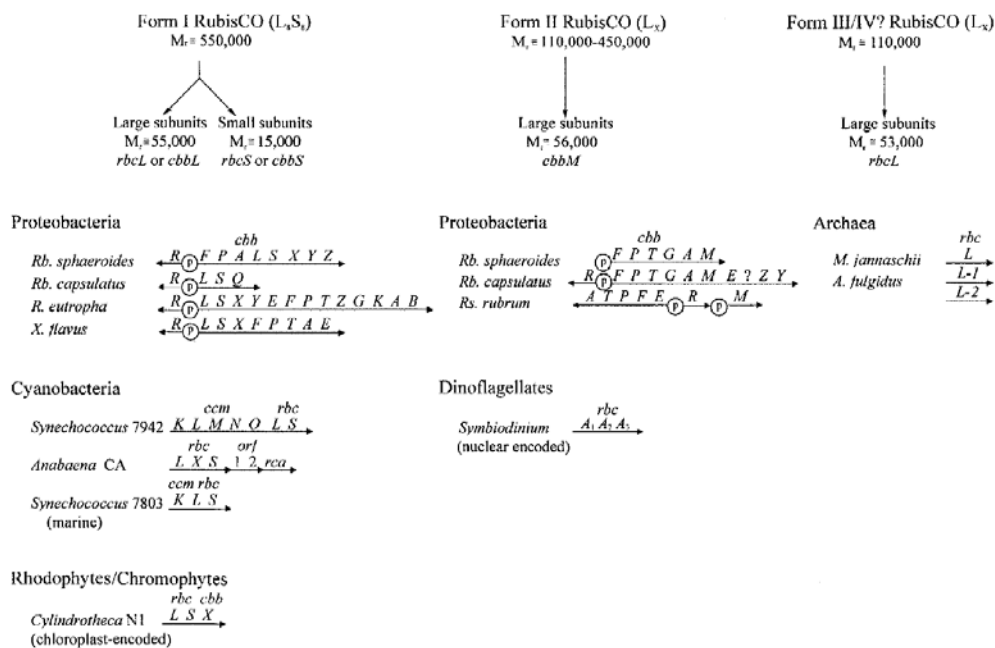 Form I RubisCO (L₈S₈)
Mᵣ= 550,000
Large subunits Small subunits
Mᵣ= 55,000 Mᵣ= 15,000
rbcL or cbbL rbcS or cbbS
Form II RubisCO (Lₓ)
Mᵣ = 110,000-450,000
Large subunits
Mᵣ= 56,000
cbbM
Form III/IV? RubisCO (Lₓ)
Mᵣ = 110,000
Large subunits
Mᵣ= 53,000
rbcL
Proteobacteria
cbb
Rb. sphaeroides R P F P A L S X Y Z
Rb. capsulatus R P L S Q
R. eutropha R P L S X Y E F P T Z G K A B
X. flavus R P L S X F P T A E
Cyanobacteria
ccm rbc
Synechococcus 7942 K L M N O L S
rbc orf
Anabaena CA L X S 1 2 rca
ccm rbc
Synechococcus 7803 K L S
(marine)
Rhodophytes/Chromophytes
rbc cbb
Cylindrotheca N1 L S X
(chloroplast-encoded)
Proteobacteria
cbb
Rb. sphaeroides P F P T G A M
Rb. capsulatus R P F P T G A M E ? Z Y
Rs. rubrum A T P F E P R P M
Dinoflagellates
rbc
Symbiodinium A₁ A₂ A₃
(nuclear encoded)
Archaea
rbc
M. jannaschii L
A. fulgidus L-1
L-2